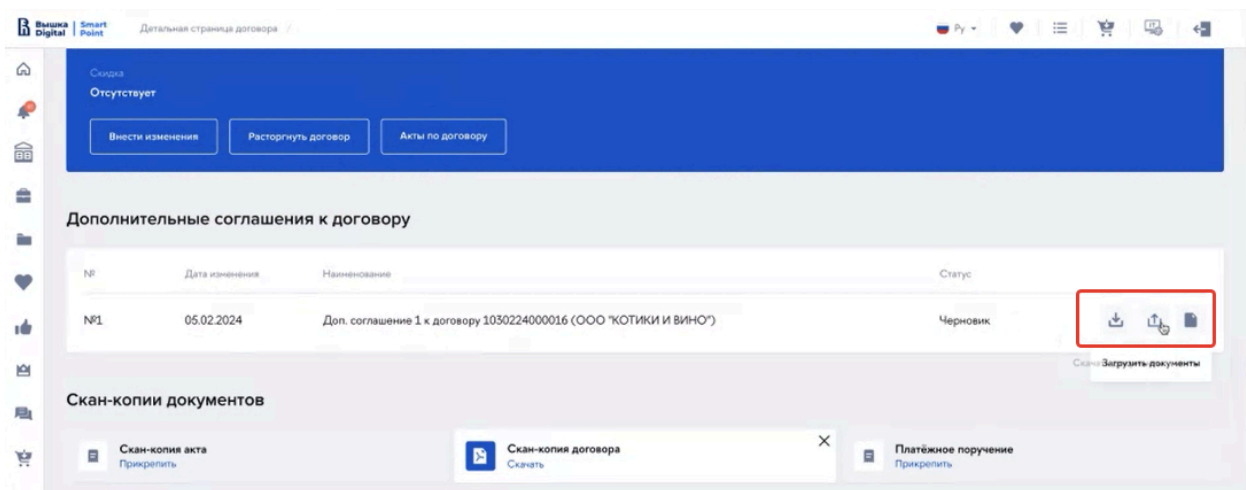 Вышка | Smart
Digital | Point
Детальная страница договора /
Ру
Скидка
Отсутствует
Внести изменения
Расторгнуть договор
Акты по договору
Дополнительные соглашения к договору
№ Дата изменения Наименование Статус
№1 05.02.2024 Доп. соглашение 1 к договору 1030224000016 (ООО "КОТИКИ И ВИНО") Черновик
Загрузить документы
Скан-копии документов
Скан-копия акта
Прикрепить
Скан-копия договора
Скачать
Платёжное поручение
Прикрепить